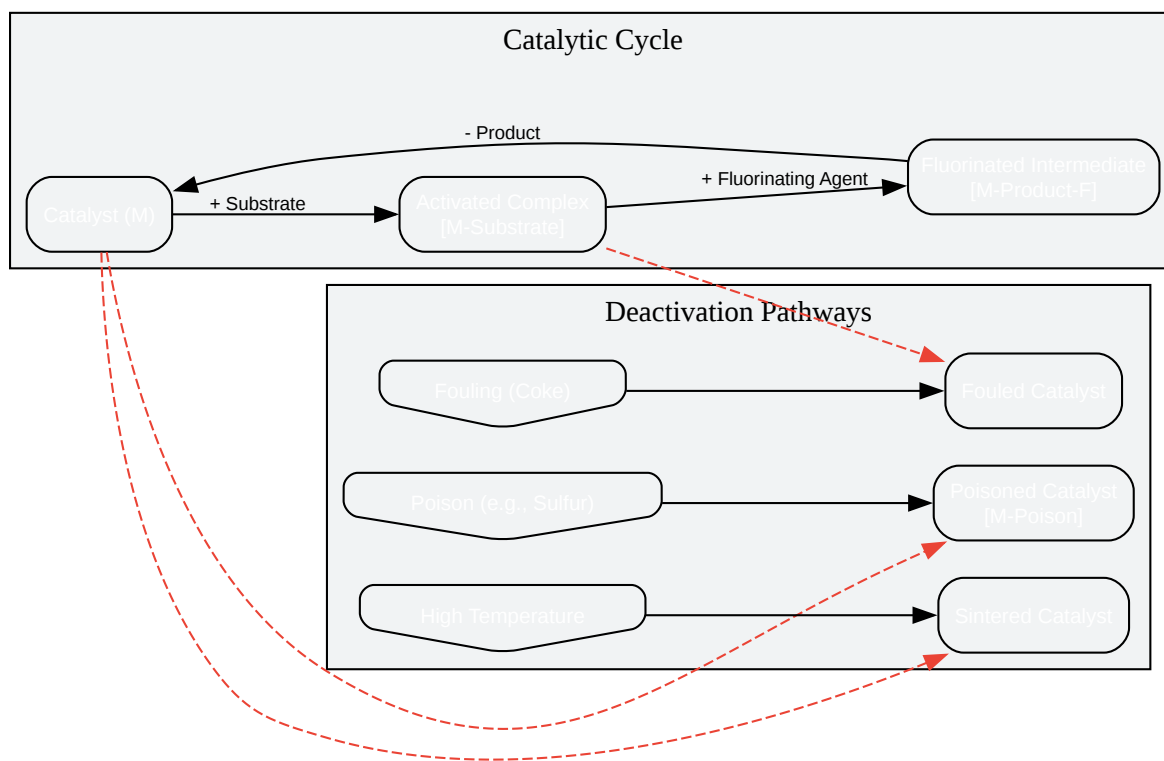 Catalytic Cycle
- Product
Fluorinated Intermediate
[M-Product-F]
+ Fluorinating Agent
Catalyst (M)
+ Substrate
Activated Complex
[M-Substrate]
Deactivation Pathways
Fouling (Coke)
Fouled Catalyst
Poison (e.g., Sulfur)
Poisoned Catalyst
[M-Poison]
High Temperature
Sintered Catalyst